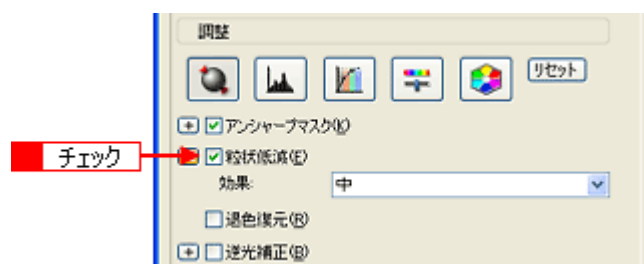 調整
リセット
アンシャープマスク(K)
チェック
粒状低減(E)
効果: 中
退色復元(R)
逆光補正(B)